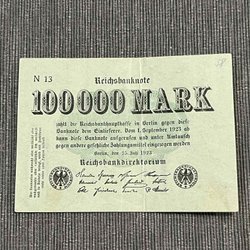 N 13
Reichsbanknote
100000 MARK
zahlt die Reichsbankhauptkasse in Berlin gegen diese
Banknote dem Einlieferer. Vom 1. September 1923 ab
kann diese Banknote aufgerufen und unter Umtausch
gegen andere gesetzliche Zahlungsmittel eingezogen werden
Berlin, den 25. Juli 1923
Reichsbankdirektorium